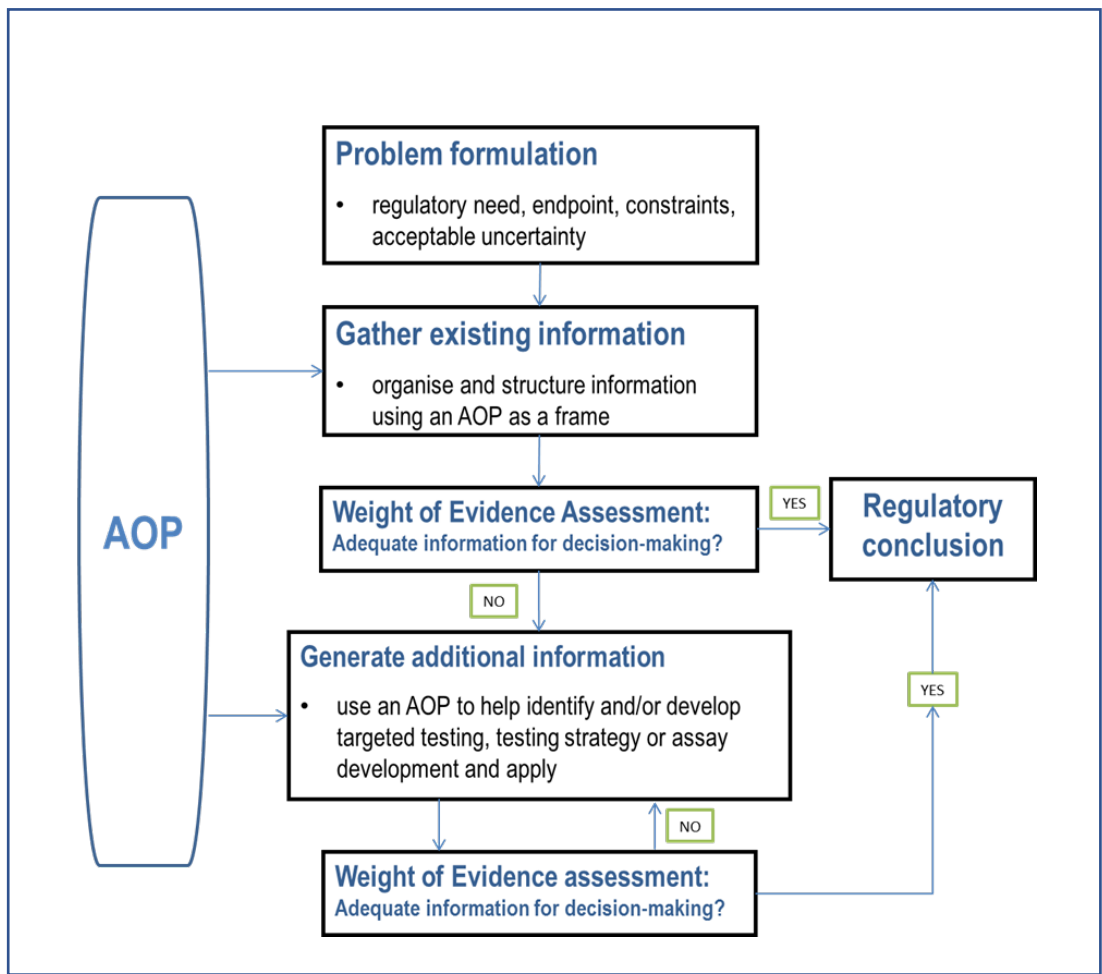 Problem formulation
• regulatory need, endpoint, constraints,
acceptable uncertainty
Gather existing information
• organise and structure information
using an AOP as a frame
AOP
Weight of Evidence Assessment:
Adequate information for decision-making?
YES
Regulatory
conclusion
NO
Generate additional information
• use an AOP to help identify and/or develop
targeted testing, testing strategy or assay
development and apply
YES
NO
Weight of Evidence assessment:
Adequate information for decision-making?